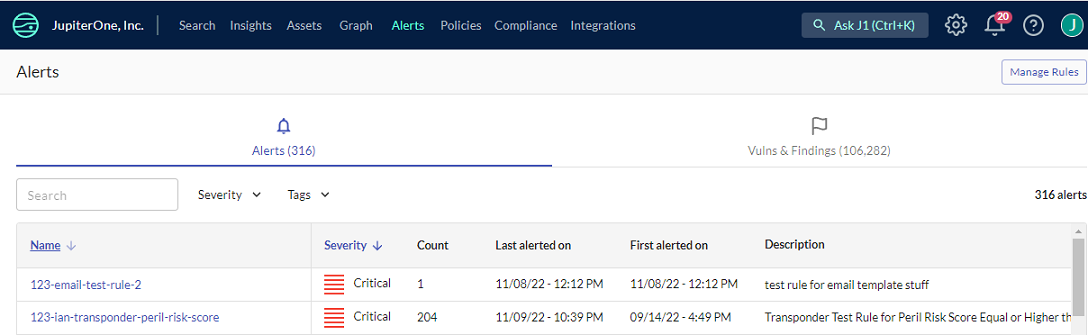 JupiterOne, Inc. Search Insights Assets Graph Alerts Policies Compliance Integrations Ask J1 (Ctrl+K) 20 J
Alerts Manage Rules
Alerts (316) Vulns & Findings (106,282)
Search Severity Tags 316 alerts
Name Severity Count Last alerted on First alerted on Description
123-email-test-rule-2 Critical 1 11/08/22 - 12:12 PM 11/08/22 - 12:12 PM test rule for email template stuff
123-ian-transponder-peril-risk-score Critical 204 11/09/22 - 10:39 PM 09/14/22 - 4:49 PM Transponder Test Rule for Peril Risk Score Equal or Higher th